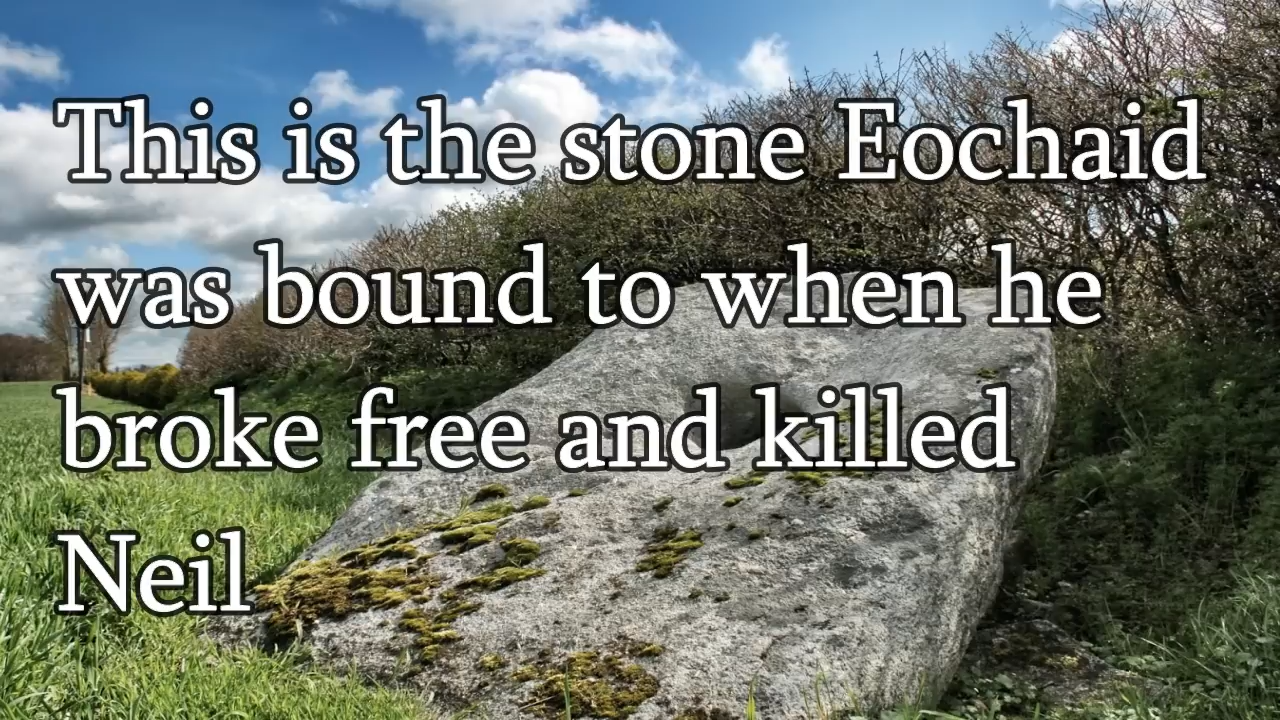 This is the stone Eochaid
was bound to when he
broke free and killed
Neil